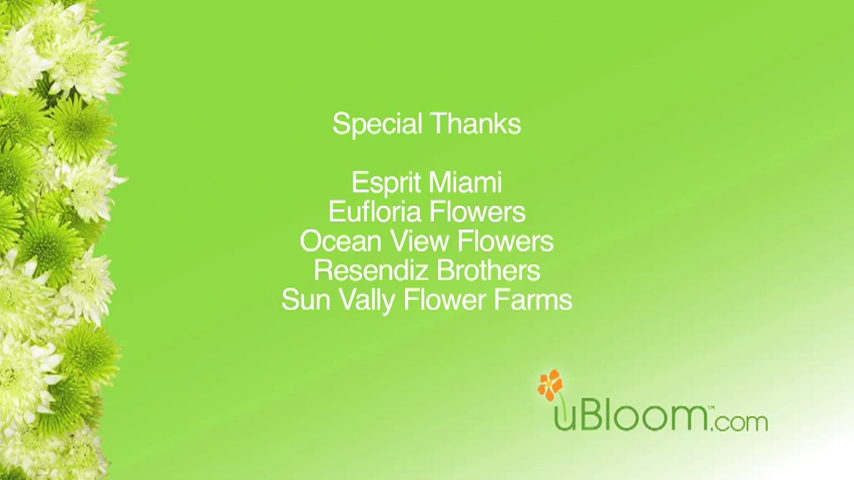 Special Thanks
Esprit Miami
Eufloria Flowers
Ocean View Flowers
Resendiz Brothers
Sun Vally Flower Farms
uBloom™.com